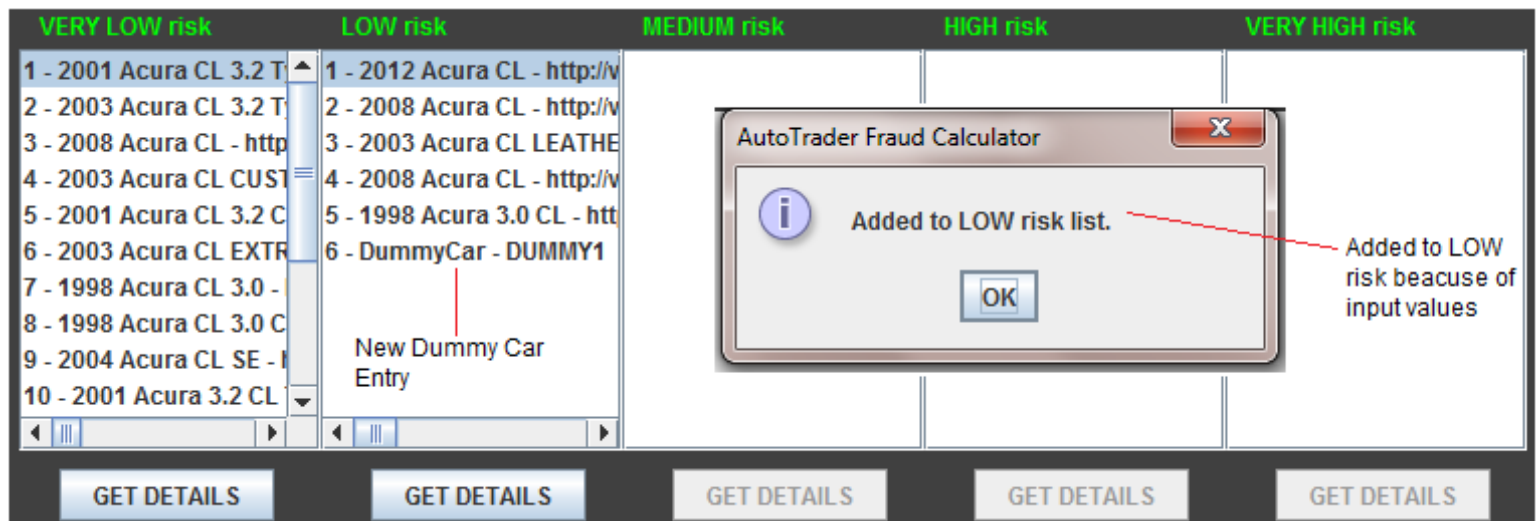 VERY LOW risk
LOW risk
MEDIUM risk
HIGH risk
VERY HIGH risk
1 - 2001 Acura CL 3.2 Ty
2 - 2003 Acura CL 3.2 Ty
3 - 2008 Acura CL - http
4 - 2003 Acura CL CUST
5 - 2001 Acura CL 3.2 C
6 - 2003 Acura CL EXTR
7 - 1998 Acura CL 3.0 -
8 - 1998 Acura CL 3.0 C
9 - 2004 Acura CL SE - h
10 - 2001 Acura 3.2 CL
1 - 2012 Acura CL - http://v
2 - 2008 Acura CL - http://v
3 - 2003 Acura CL LEATHE
4 - 2008 Acura CL - http://v
5 - 1998 Acura 3.0 CL - htt
6 - DummyCar - DUMMY1
New Dummy Car
Entry
AutoTrader Fraud Calculator
Added to LOW risk list.
OK
Added to LOW
risk beacuse of
input values
GET DETAILS
GET DETAILS
GET DETAILS
GET DETAILS
GET DETAILS